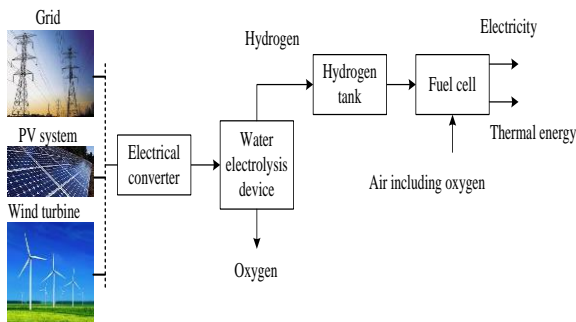 Grid
PV system
Wind turbine
Electrical
converter
Water
electrolysis
device
Hydrogen
Oxygen
Hydrogen
tank
Fuel cell
Air including oxygen
Electricity
Thermal energy